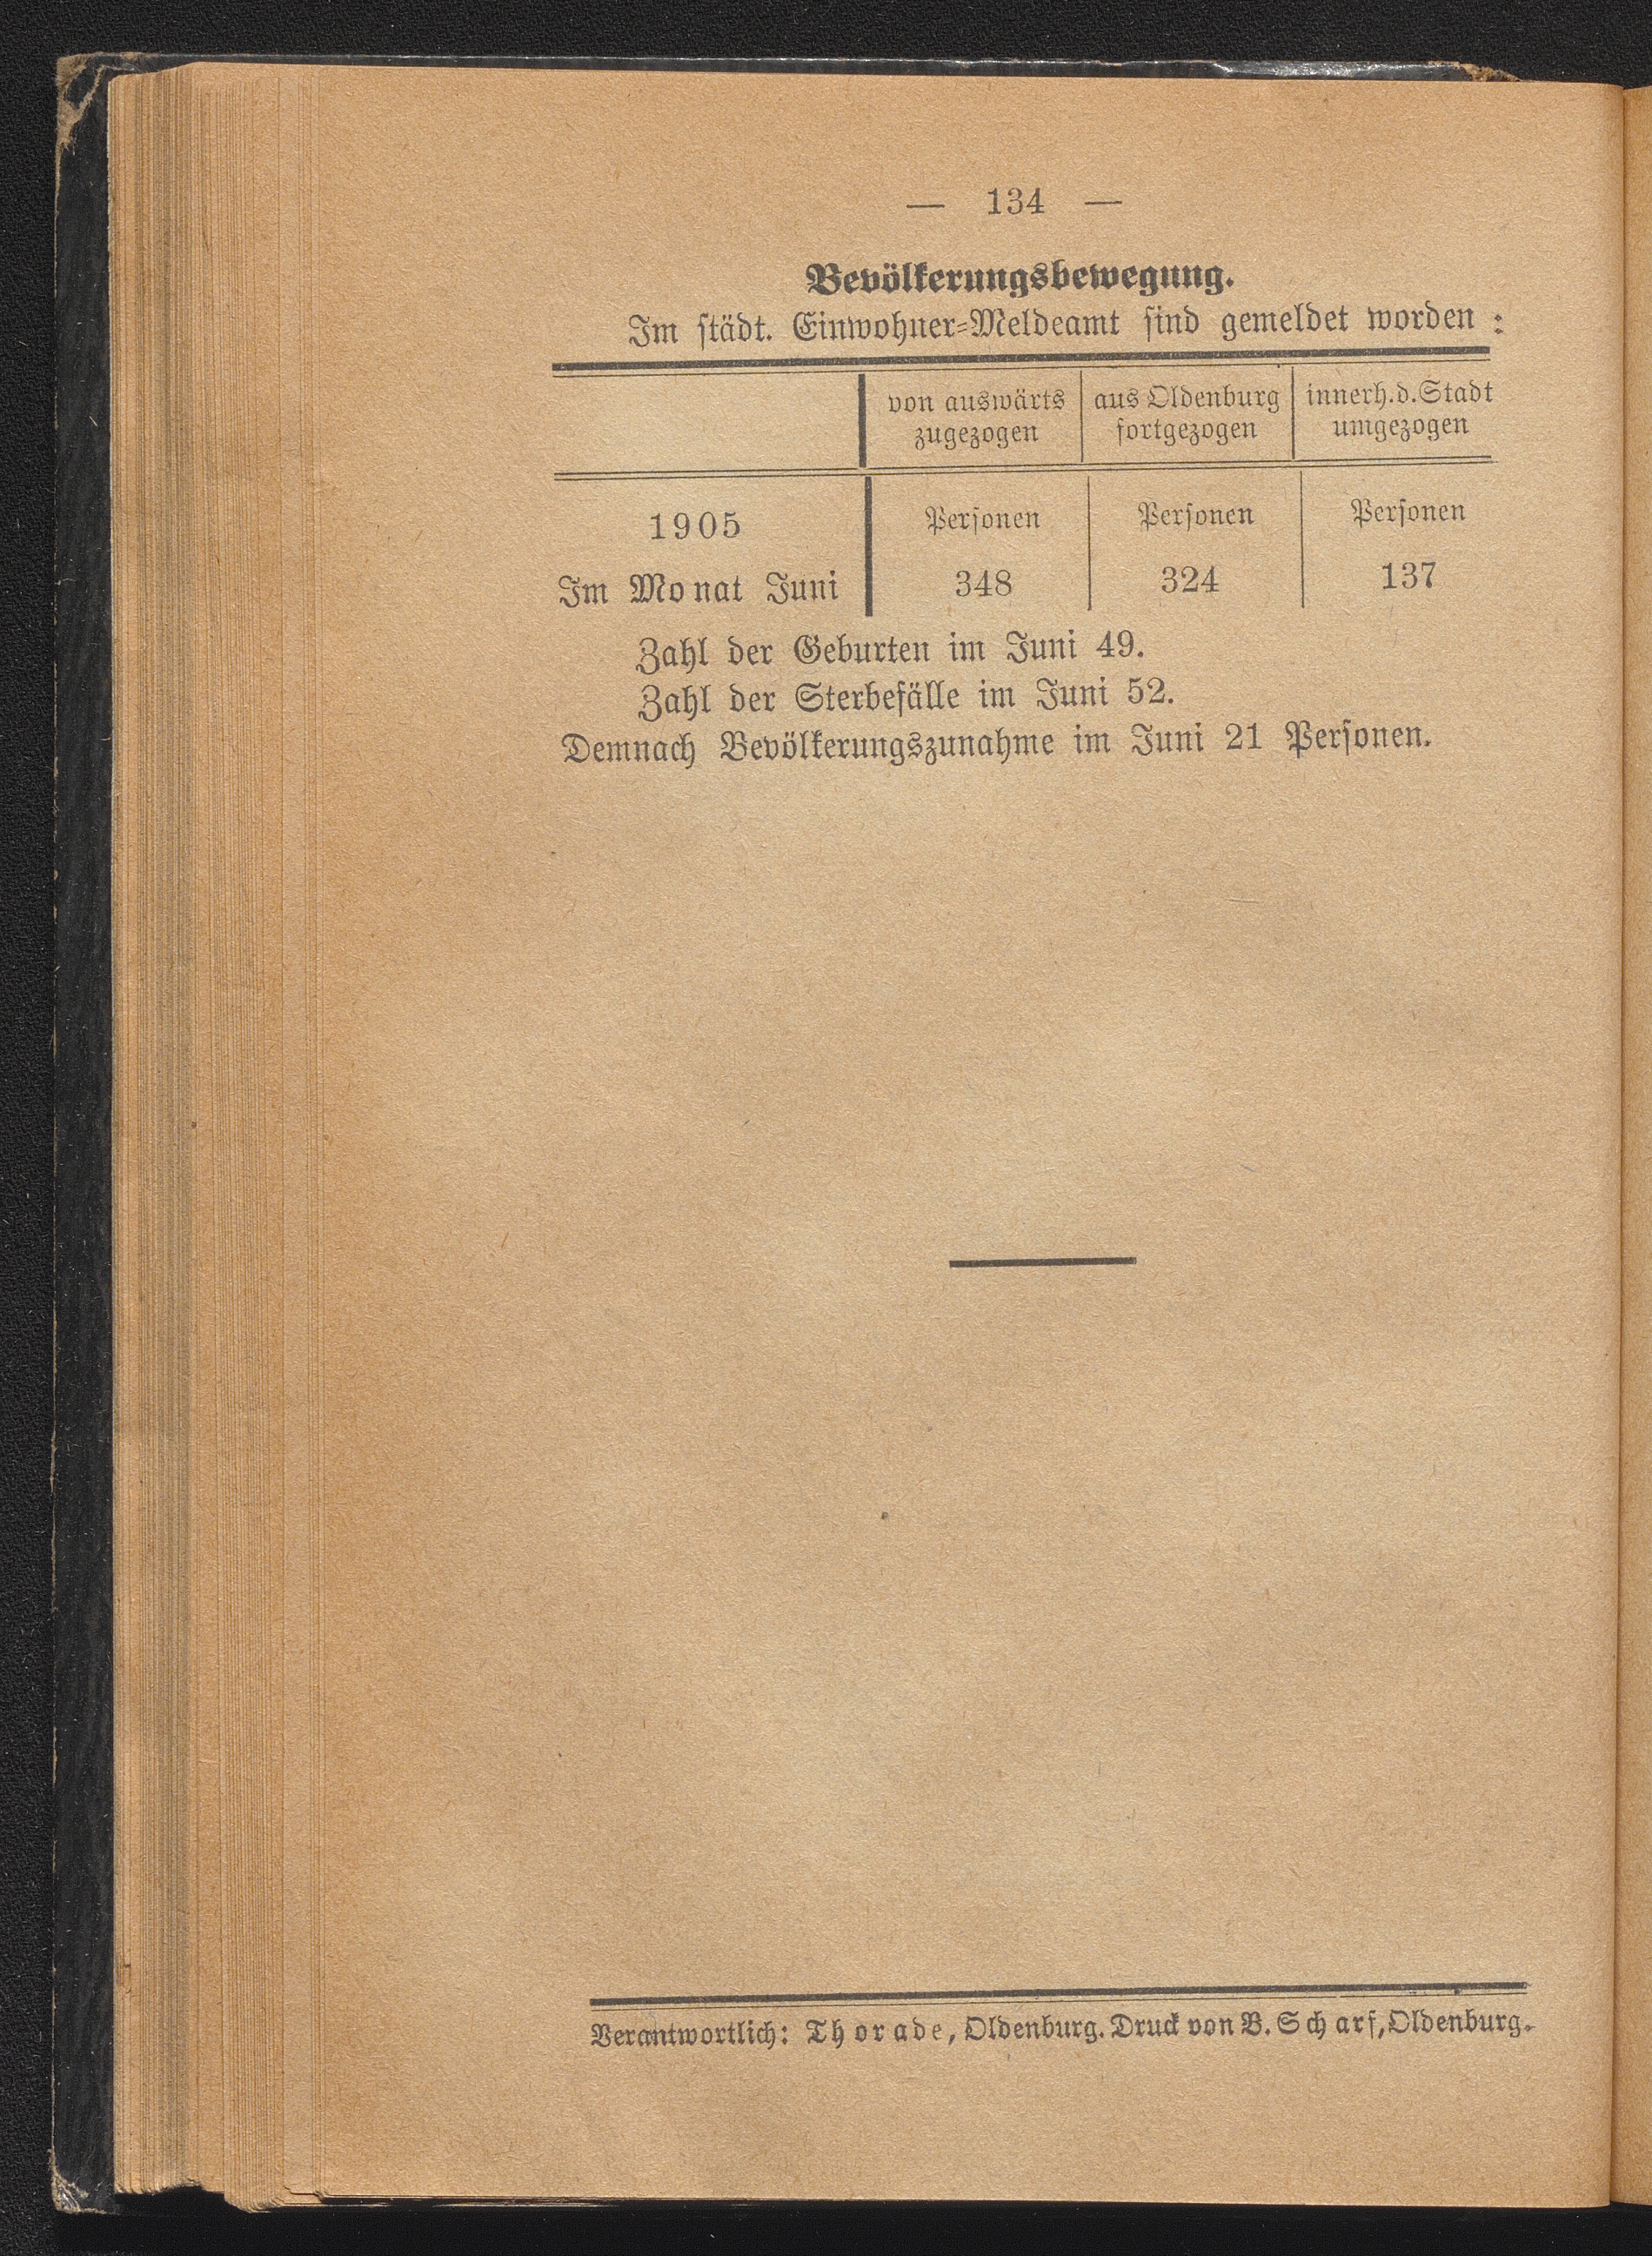 — 134 —
Bevölkerungsbewegung.
Im städt. Einwohner-Meldeamt sind gemeldet worden :
von auswärts zugezogen | aus Oldenburg fortgezogen | innerh. d. Stadt umgezogen
1905 | Personen | Personen | Personen
Im Monat Juni | 348 | 324 | 137
Zahl der Geburten im Juni 49.
Zahl der Sterbefälle im Juni 52.
Demnach Bevölkerungszunahme im Juni 21 Personen.
Verantwortlich: Thorade, Oldenburg. Druck von B. Scharf, Oldenburg.